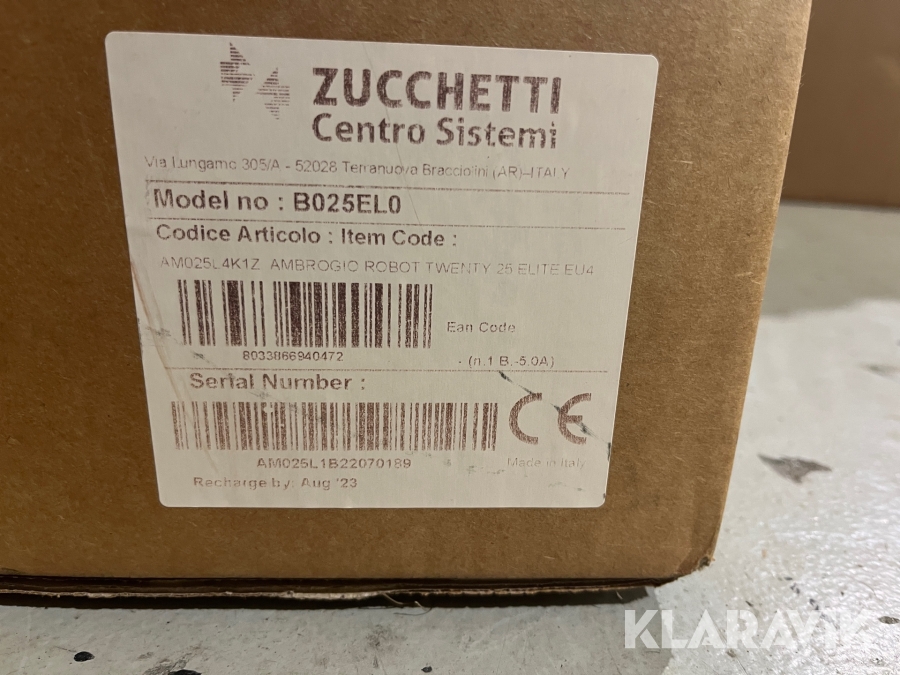 ZUCCHETTI
Centro Sistemi
Via Lungarno 305/A - 52028 Terranuova Bracciolini (AR)-ITALY
Model no : B025EL0
Codice Articolo : Item Code :
AM025L4K1Z AMBROGIO ROBOT TWENTY 25 ELITE EU4
Ean Code
8033866940472
- (n.1 B.-5.0A)
Serial Number :
CE
AM025L1B22070189
Made in Italy
Recharge by: Aug '23
KLARAVIK